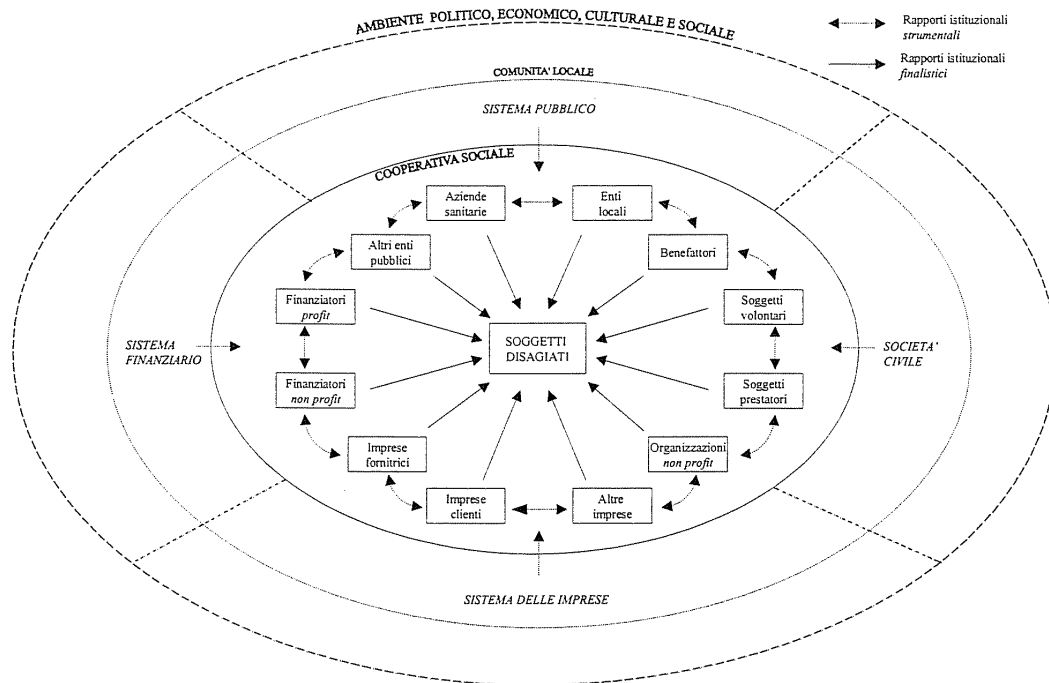 AMBIENTE POLITICO, ECONOMICO, CULTURALE E SOCIALE
Rapporti istituzionali
strumentali
Rapporti istituzionali
finalistici
COMUNITA' LOCALE
SISTEMA PUBBLICO
COOPERATIVA SOCIALE
Aziende
sanitarie
Enti
locali
Altri enti
pubblici
Benefattori
Finanziatori
profit
Soggetti
volontari
SISTEMA
FINANZIARIO
SOGGETTI
DISAGIATI
SOCIETA'
CIVILE
Finanziatori
non profit
Soggetti
prestatori
Imprese
fornitrici
Organizzazioni
non profit
Imprese
clienti
Altre
imprese
SISTEMA DELLE IMPRESE